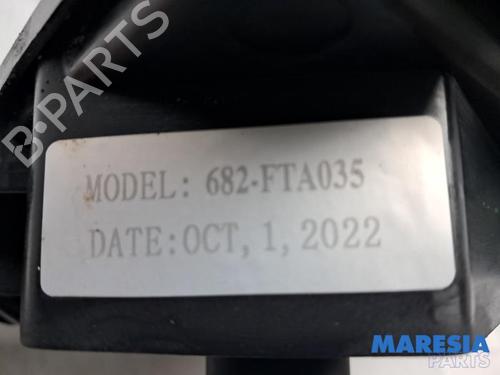 B-PARTS
MODEL: 682-FTA035
DATE:OCT, 1, 2022
MARESIA
PARTS